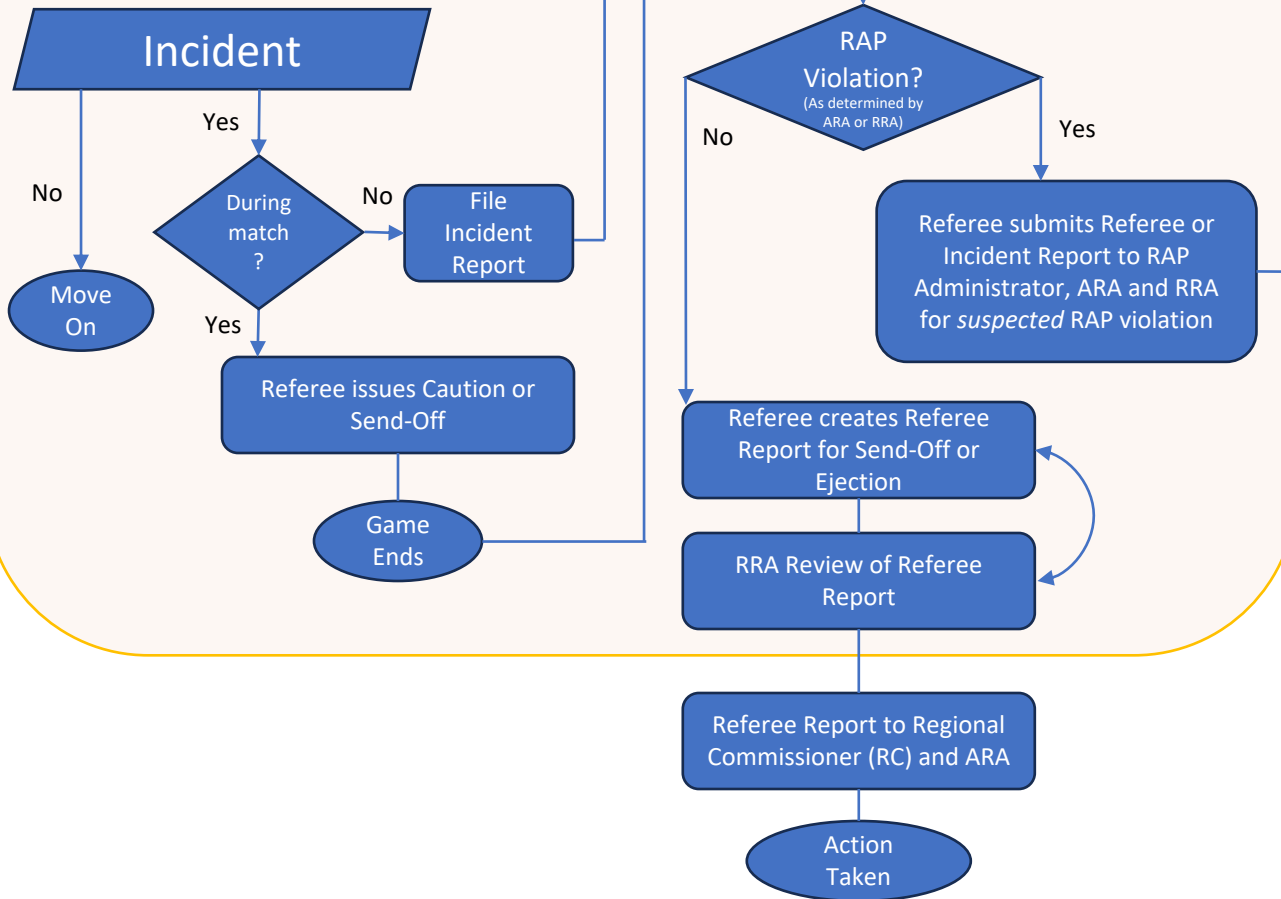 Incident
Yes
No
During
match
?
No
File
Incident
Report
Move
On
Yes
Referee issues Caution or
Send-Off
Game
Ends
RAP
Violation?
(As determined by
ARA or RRA)
No
Yes
Referee submits Referee or
Incident Report to RAP
Administrator, ARA and RRA
for suspected RAP violation
Referee creates Referee
Report for Send-Off or
Ejection
RRA Review of Referee
Report
Referee Report to Regional
Commissioner (RC) and ARA
Action
Taken